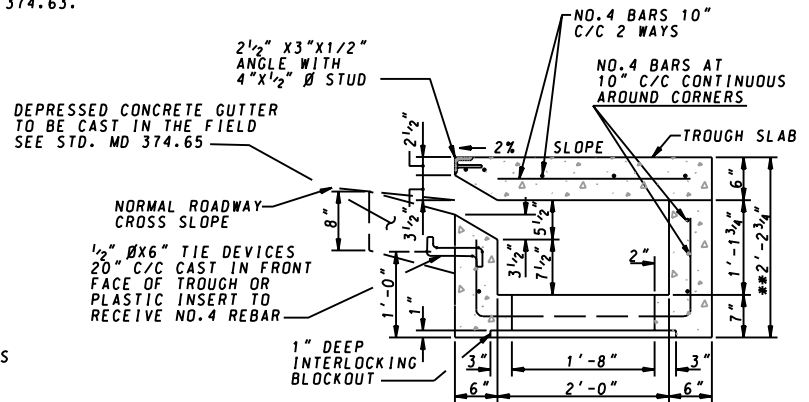 374.63.
NO.4 BARS 10"
C/C 2 WAYS
2½" X3"X1/2"
ANGLE WITH
4"X½" Ø STUD
NO.4 BARS AT
10" C/C CONTINUOUS
AROUND CORNERS
DEPRESSED CONCRETE GUTTER
TO BE CAST IN THE FIELD
SEE STD. MD 374.65
2½"
2% SLOPE
TROUGH SLAB
NORMAL ROADWAY
CROSS SLOPE
8"
3½"
5½"
6"
1'-1¾"
**2'-2¾"
½" ØX6" TIE DEVICES
20" C/C CAST IN FRONT
FACE OF TROUGH OR
PLASTIC INSERT TO
RECEIVE NO.4 REBAR
1'-0"
1"
3½"
7½"
2"
7"
S
1" DEEP
INTERLOCKING
BLOCKOUT
3"
1'-8"
3"
6"
2'-0"
6"